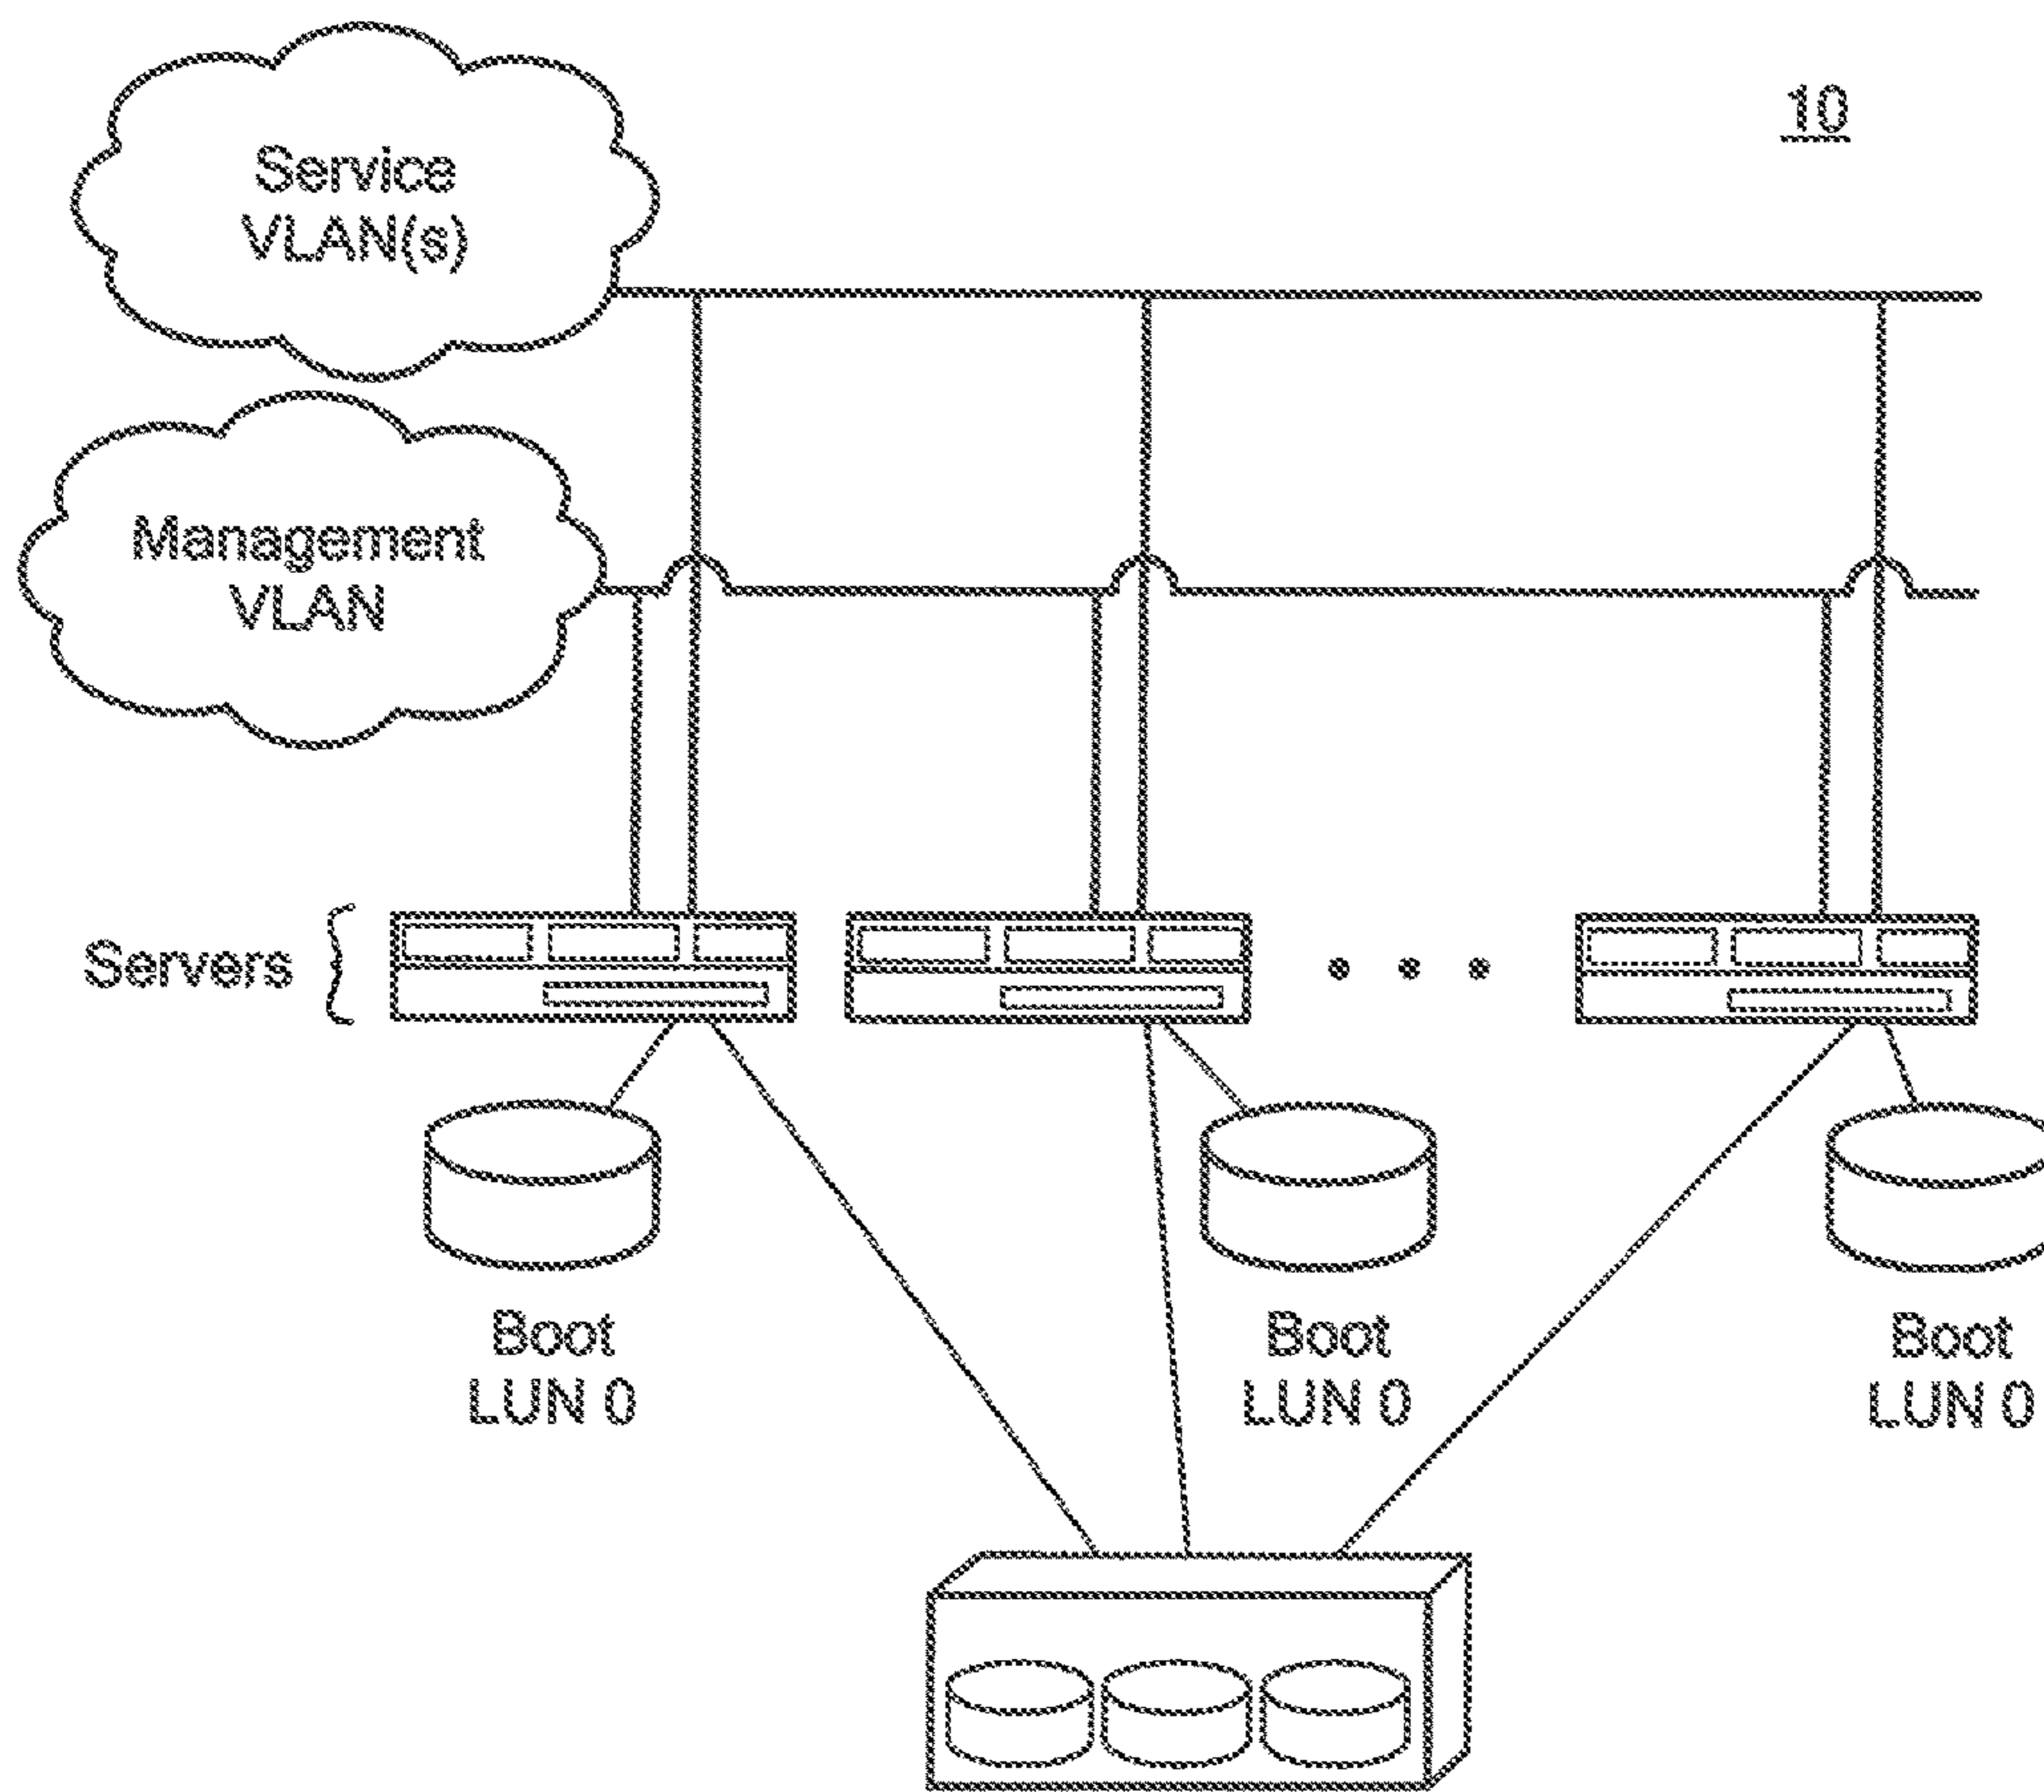 10
Service
VLAN(s)
Management
VLAN
Servers
Boot
LUN 0
Boot
LUN 0
Boot
LUN 0